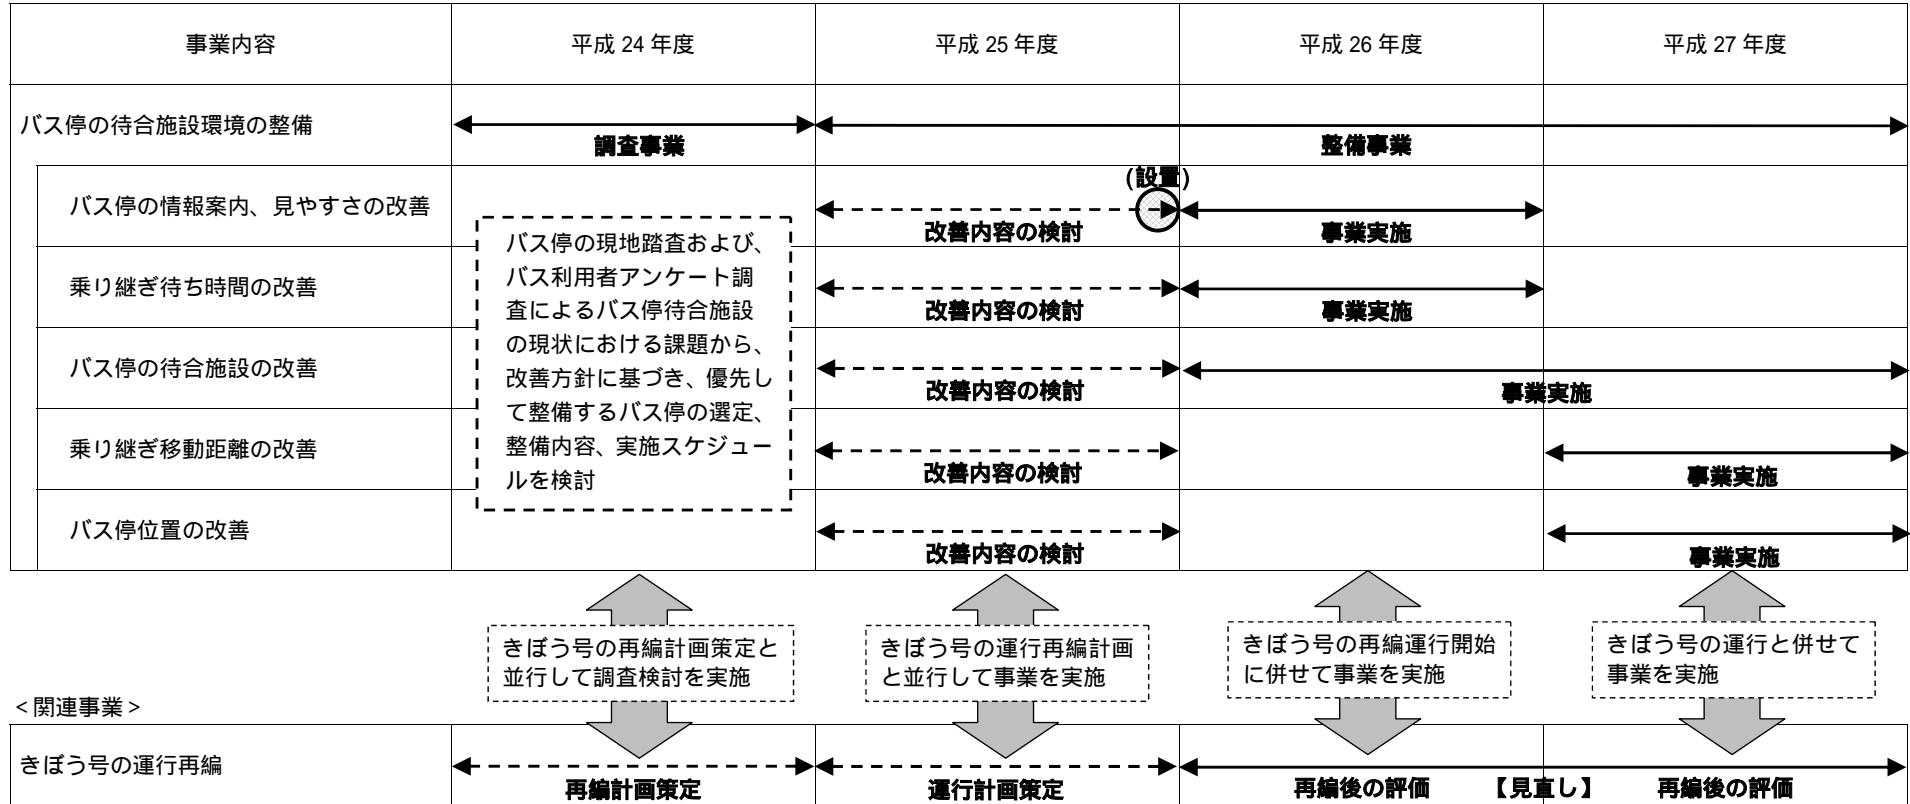 事業内容
平成 24 年度
平成 25 年度
平成 26 年度
平成 27 年度
バス停の待合施設環境の整備
調査事業
整備事業
バス停の情報案内、見やすさの改善
(設置)
改善内容の検討
事業実施
乗り継ぎ待ち時間の改善
改善内容の検討
事業実施
バス停の待合施設の改善
改善内容の検討
事業実施
乗り継ぎ移動距離の改善
改善内容の検討
事業実施
バス停位置の改善
改善内容の検討
事業実施
バス停の現地踏査および、
バス利用者アンケート調
査によるバス停待合施設
の現状における課題から、
改善方針に基づき、優先し
て整備するバス停の選定、
整備内容、実施スケジュー
ルを検討
きぼう号の再編計画策定と
並行して調査検討を実施
きぼう号の運行再編計画
と並行して事業を実施
きぼう号の再編運行開始
に併せて事業を実施
きぼう号の運行と併せて
事業を実施
<関連事業>
きぼう号の運行再編
再編計画策定
運行計画策定
再編後の評価
【見直し】
再編後の評価